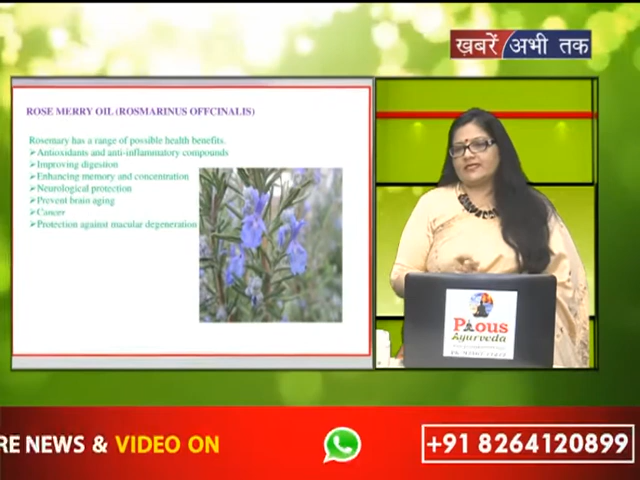 ख़बरें अभी तक
ROSE MERRY OIL (ROSMARINUS OFFCINALIS)
Rosemary has a range of possible health benefits.
➢Antioxidants and anti-inflammatory compounds
➢Improving digestion
➢Enhancing memory and concentration
➢Neurological protection
➢Prevent brain aging
➢Cancer
➢Protection against macular degeneration
Pious
Ayurveda
RE NEWS & VIDEO ON
+91 8264120899